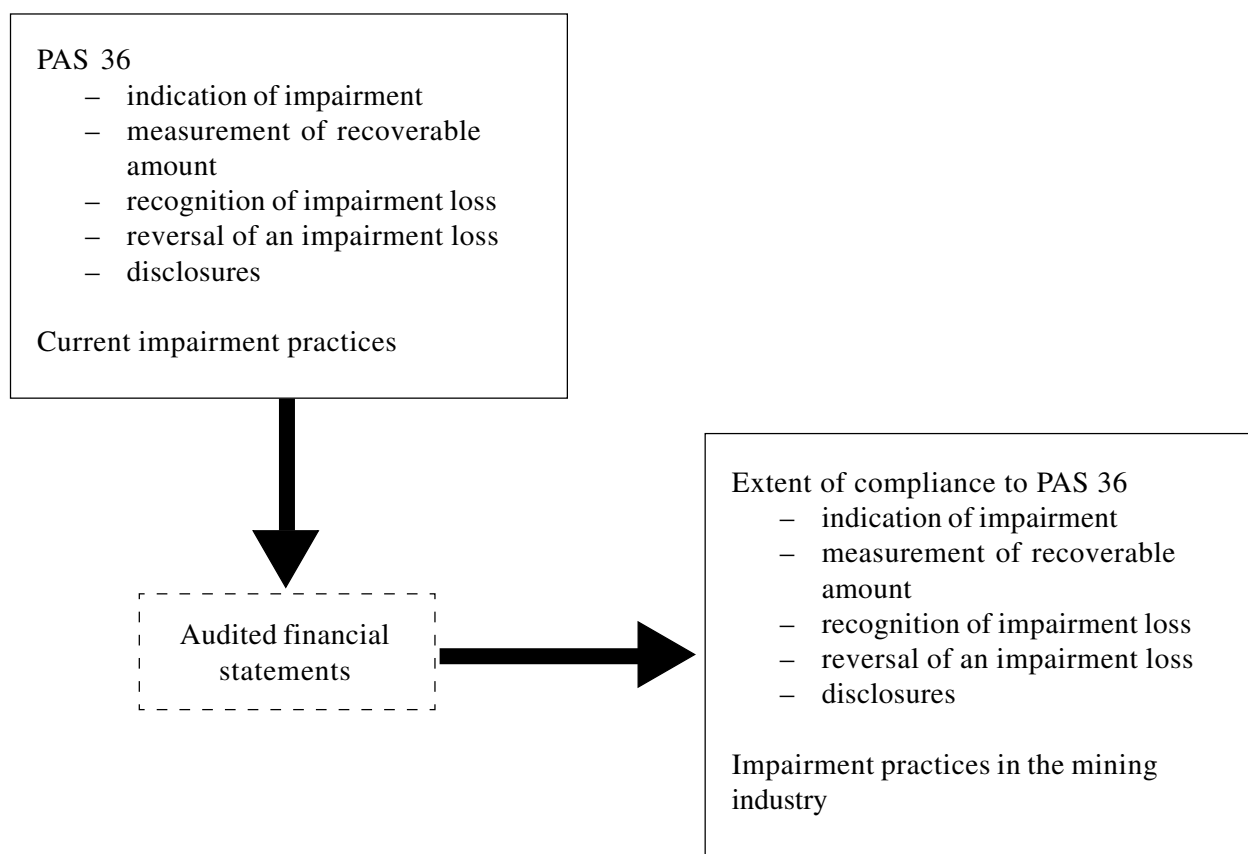 PAS 36
– indication of impairment
– measurement of recoverable
amount
– recognition of impairment loss
– reversal of an impairment loss
– disclosures
Current impairment practices
Audited financial
statements
Extent of compliance to PAS 36
– indication of impairment
– measurement of recoverable
amount
– recognition of impairment loss
– reversal of an impairment loss
– disclosures
Impairment practices in the mining
industry